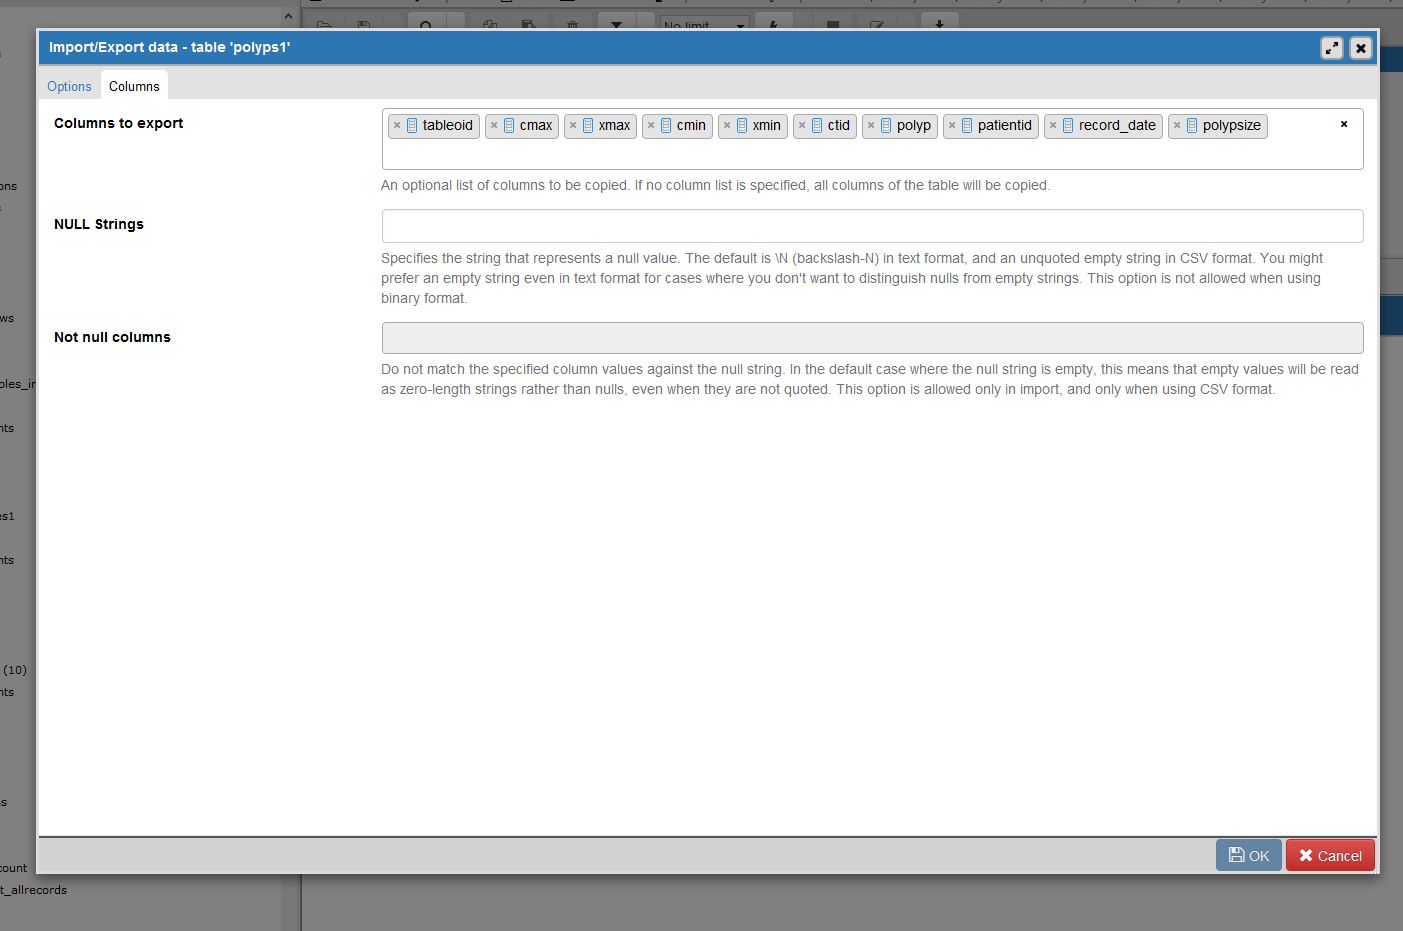 No limit
Import/Export data - table 'polyps1'
Options Columns
Columns to export
tableoid cmax xmax cmin xmin ctid polyp patientid record_date polypsize
An optional list of columns to be copied. If no column list is specified, all columns of the table will be copied.
NULL Strings
Specifies the string that represents a null value. The default is \N (backslash-N) in text format, and an unquoted empty string in CSV format. You might
prefer an empty string even in text format for cases where you don't want to distinguish nulls from empty strings. This option is not allowed when using
binary format.
Not null columns
Do not match the specified column values against the null string. In the default case where the null string is empty, this means that empty values will be read
as zero-length strings rather than nulls, even when they are not quoted. This option is allowed only in import, and only when using CSV format.
ons
ws
oles_in
nts
es1
nts
(10)
nts
s
count
t_allrecords
OK Cancel